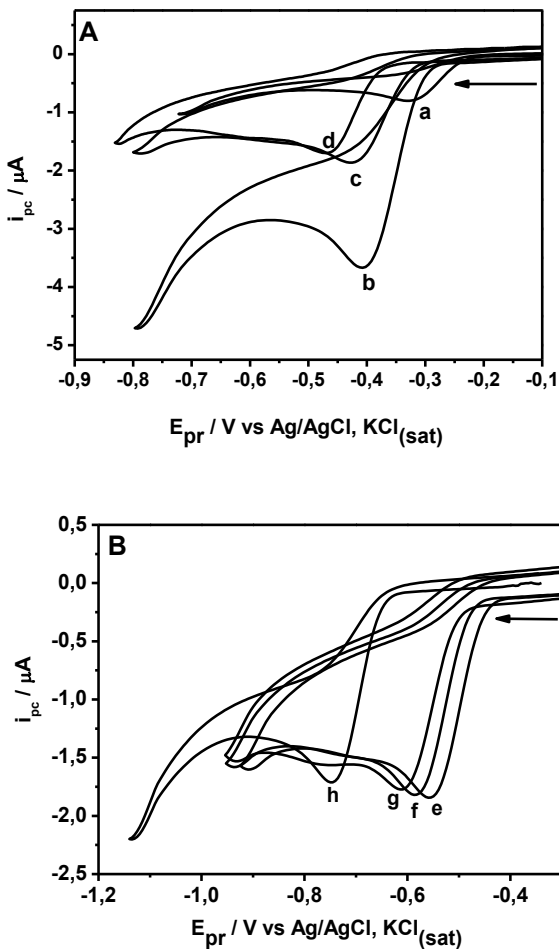 A
0
-1
-2
-3
-4
-5
i_pc / µA
a
d
c
b
-0,9 -0,8 -0,7 -0,6 -0,5 -0,4 -0,3 -0,2 -0,1
E_pr / V vs Ag/AgCl, KCl_(sat)
B
0,5
0,0
-0,5
-1,0
-1,5
-2,0
-2,5
i_pc / µA
h g f e
-1,2 -1,0 -0,8 -0,6 -0,4
E_pr / V vs Ag/AgCl, KCl_(sat)